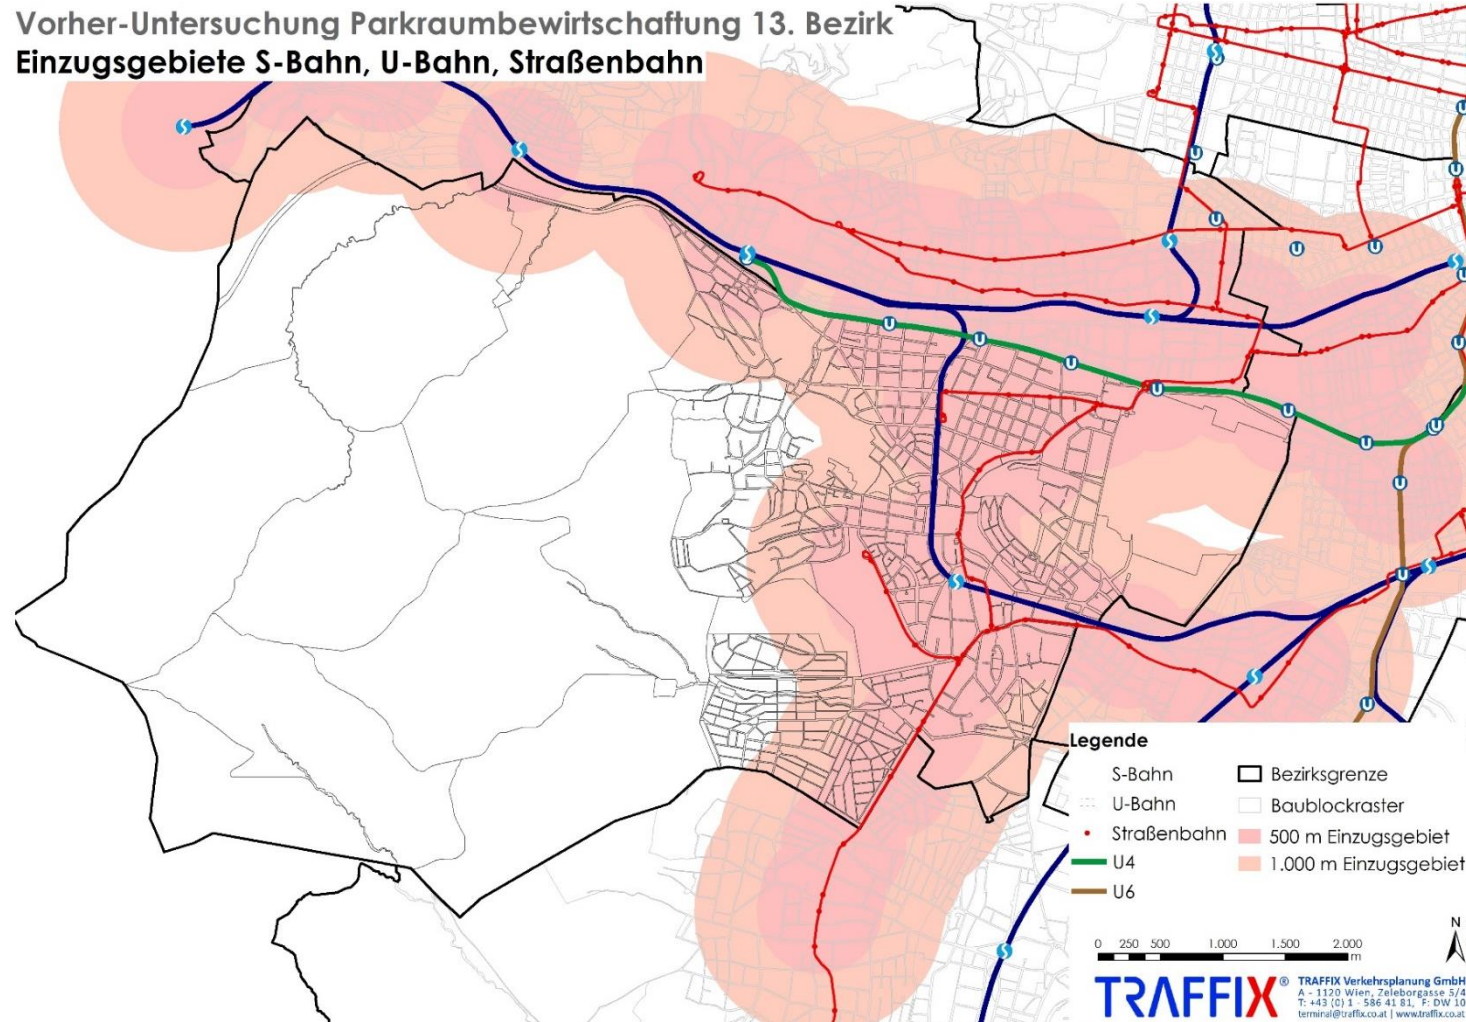 Vorher-Untersuchung Parkraumbewirtschaftung 13. Bezirk
Einzugsgebiete S-Bahn, U-Bahn, Straßenbahn
Legende
S-Bahn
U-Bahn
Straßenbahn
U4
U6
Bezirksgrenze
Baublockraster
500 m Einzugsgebiet
1.000 m Einzugsgebiet
N
0 250 500 1.000 1.500 2.000
m
TRAFFIX®
TRAFFIX Verkehrsplanung GmbH
A - 1120 Wien, Zeleborgasse 5/4
T: +43 (0) 1 - 586 41 81, F: DW 10
terminal@traffix.co.at | www.traffix.co.at